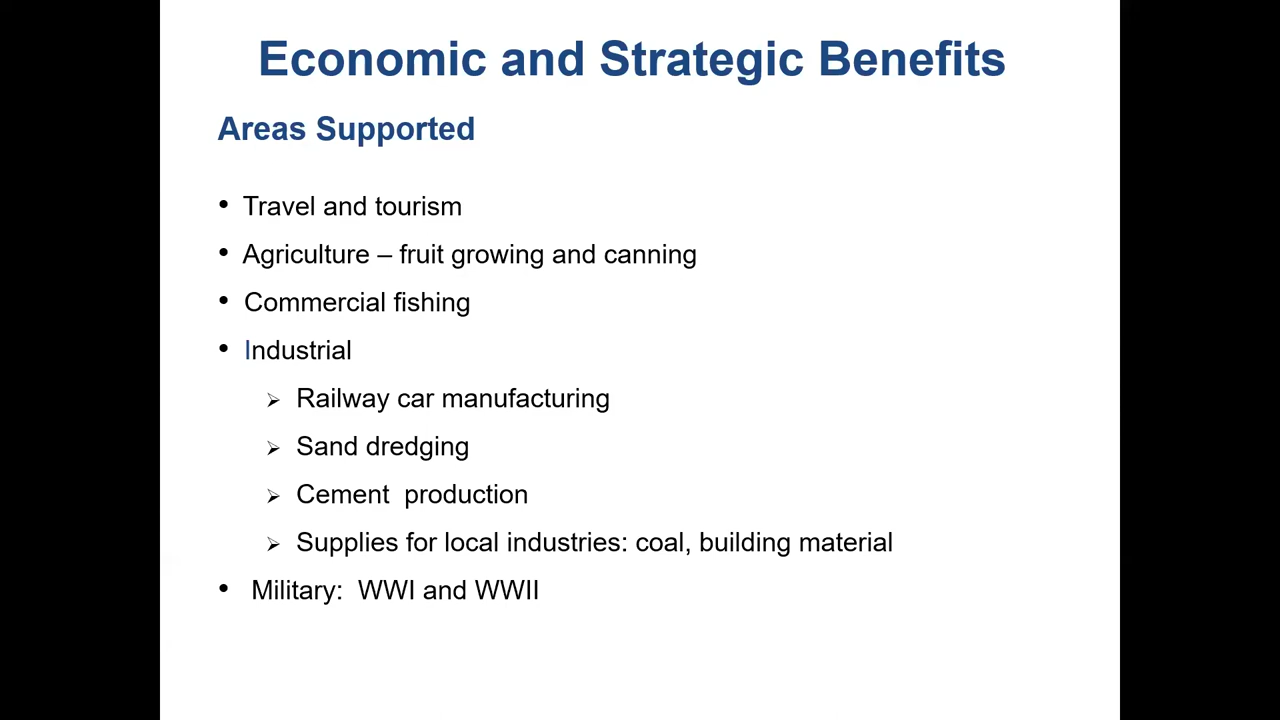 Economic and Strategic Benefits
Areas Supported
• Travel and tourism
• Agriculture – fruit growing and canning
• Commercial fishing
• Industrial
➢ Railway car manufacturing
➢ Sand dredging
➢ Cement  production
➢ Supplies for local industries: coal, building material
• Military:  WWI and WWII